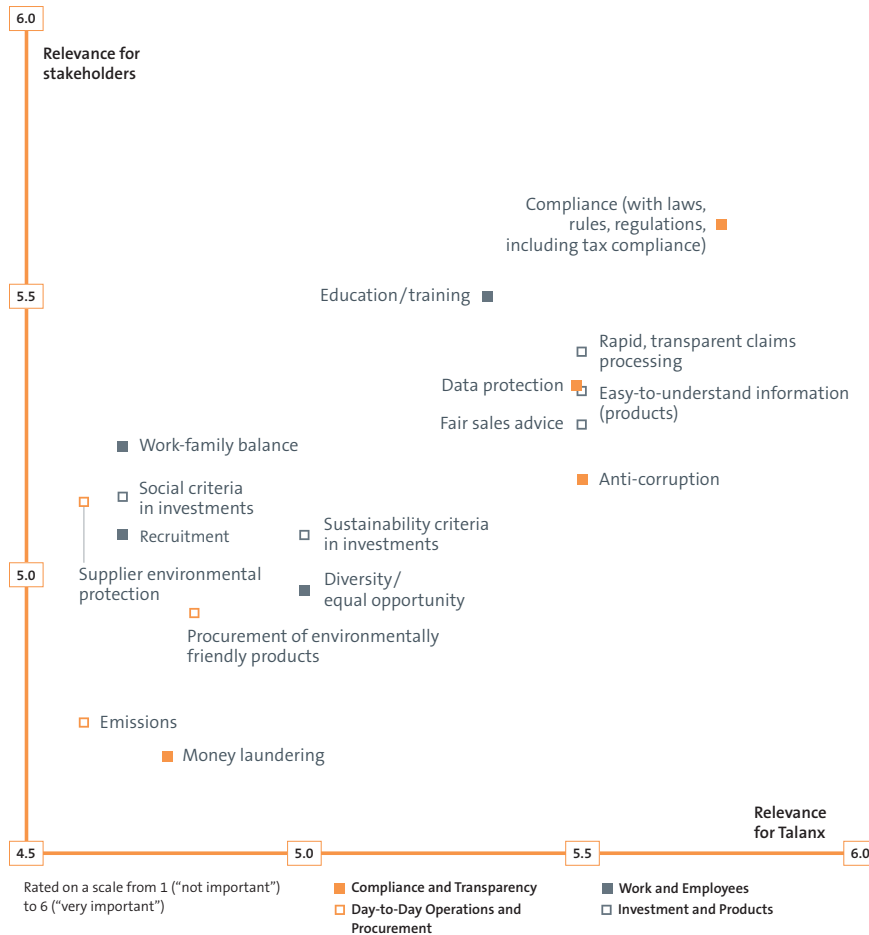 6.0
Relevance for
stakeholders
Compliance (with laws,
rules, regulations,
including tax compliance)
5.5
Education/training
Rapid, transparent claims
processing
Data protection
Easy-to-understand information
(products)
Fair sales advice
Work-family balance
Anti-corruption
Social criteria
in investments
Sustainability criteria
in investments
Recruitment
5.0
Supplier environmental
protection
Diversity/
equal opportunity
Procurement of environmentally
friendly products
Emissions
Money laundering
Relevance
for Talanx
4.5
5.0
5.5
6.0
Rated on a scale from 1 (“not important”)
to 6 (“very important”)
Compliance and Transparency
Day-to-Day Operations and
Procurement
Work and Employees
Investment and Products